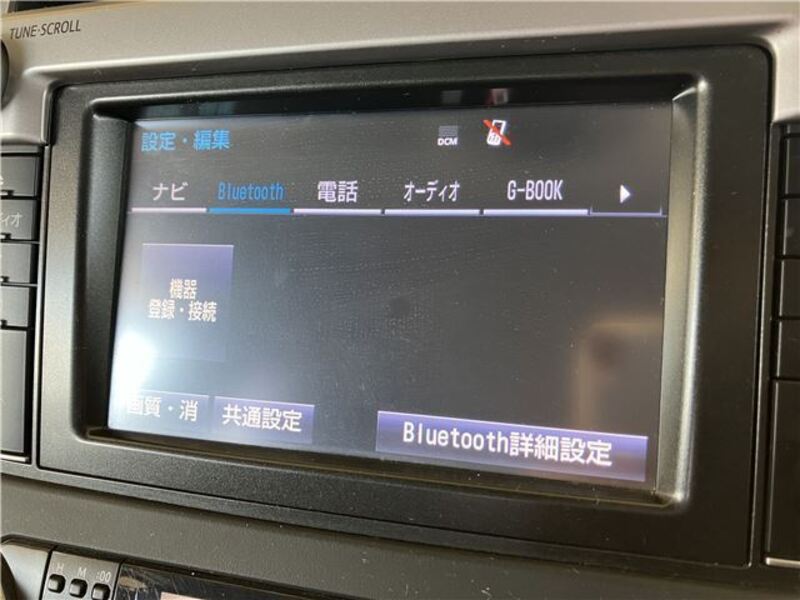 TUNE·SCROLL
設定・編集
DCM
ナビ Bluetooth 電話 オーディオ G-BOOK
機器
登録・接続
画質・消 共通設定 Bluetooth詳細設定
H M :00